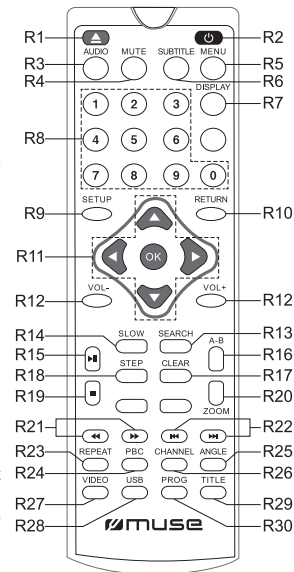 R1 R2
AUDIO MUTE SUBTITLE MENU
R3 R5
R4 R6
DISPLAY
R7
1 2 3
R8 4 5 6
7 8 9 0
SETUP RETURN
R9 R10
R11 OK
VOL- VOL+
R12 R12
SLOW SEARCH
R14 R13
A-B
R15 R16
STEP CLEAR
R18 R17
R19 R20
ZOOM
R21 R22
REPEAT PBC CHANNEL ANGLE
R23 R25
R24 R26
VIDEO USB PROG TITLE
R27 R29
R28 R30
muse